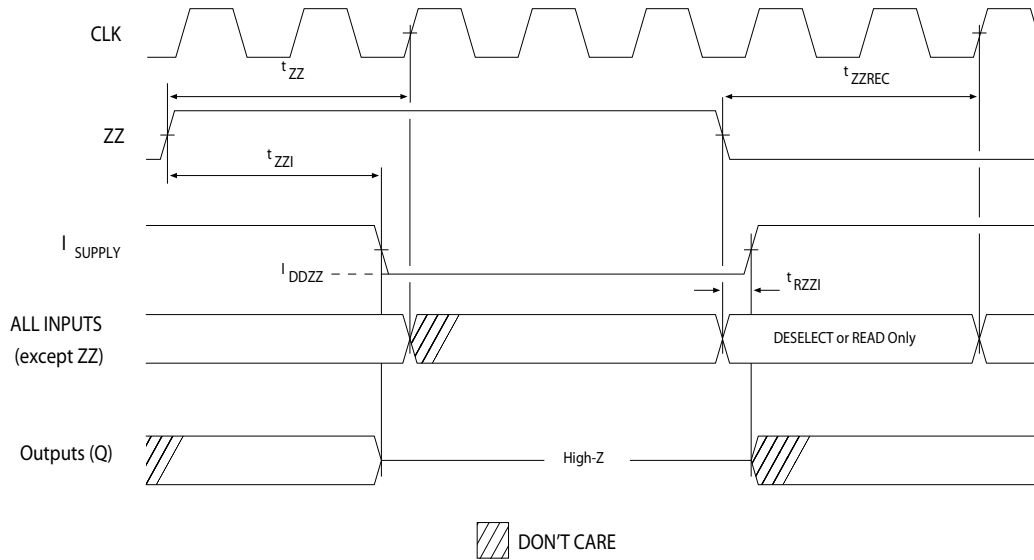 CLK
t ZZ
t ZZREC
ZZ
t ZZI
I SUPPLY
I DDZZ
t RZZI
ALL INPUTS
(except ZZ)
DESELECT or READ Only
Outputs (Q)
High-Z
DON'T CARE